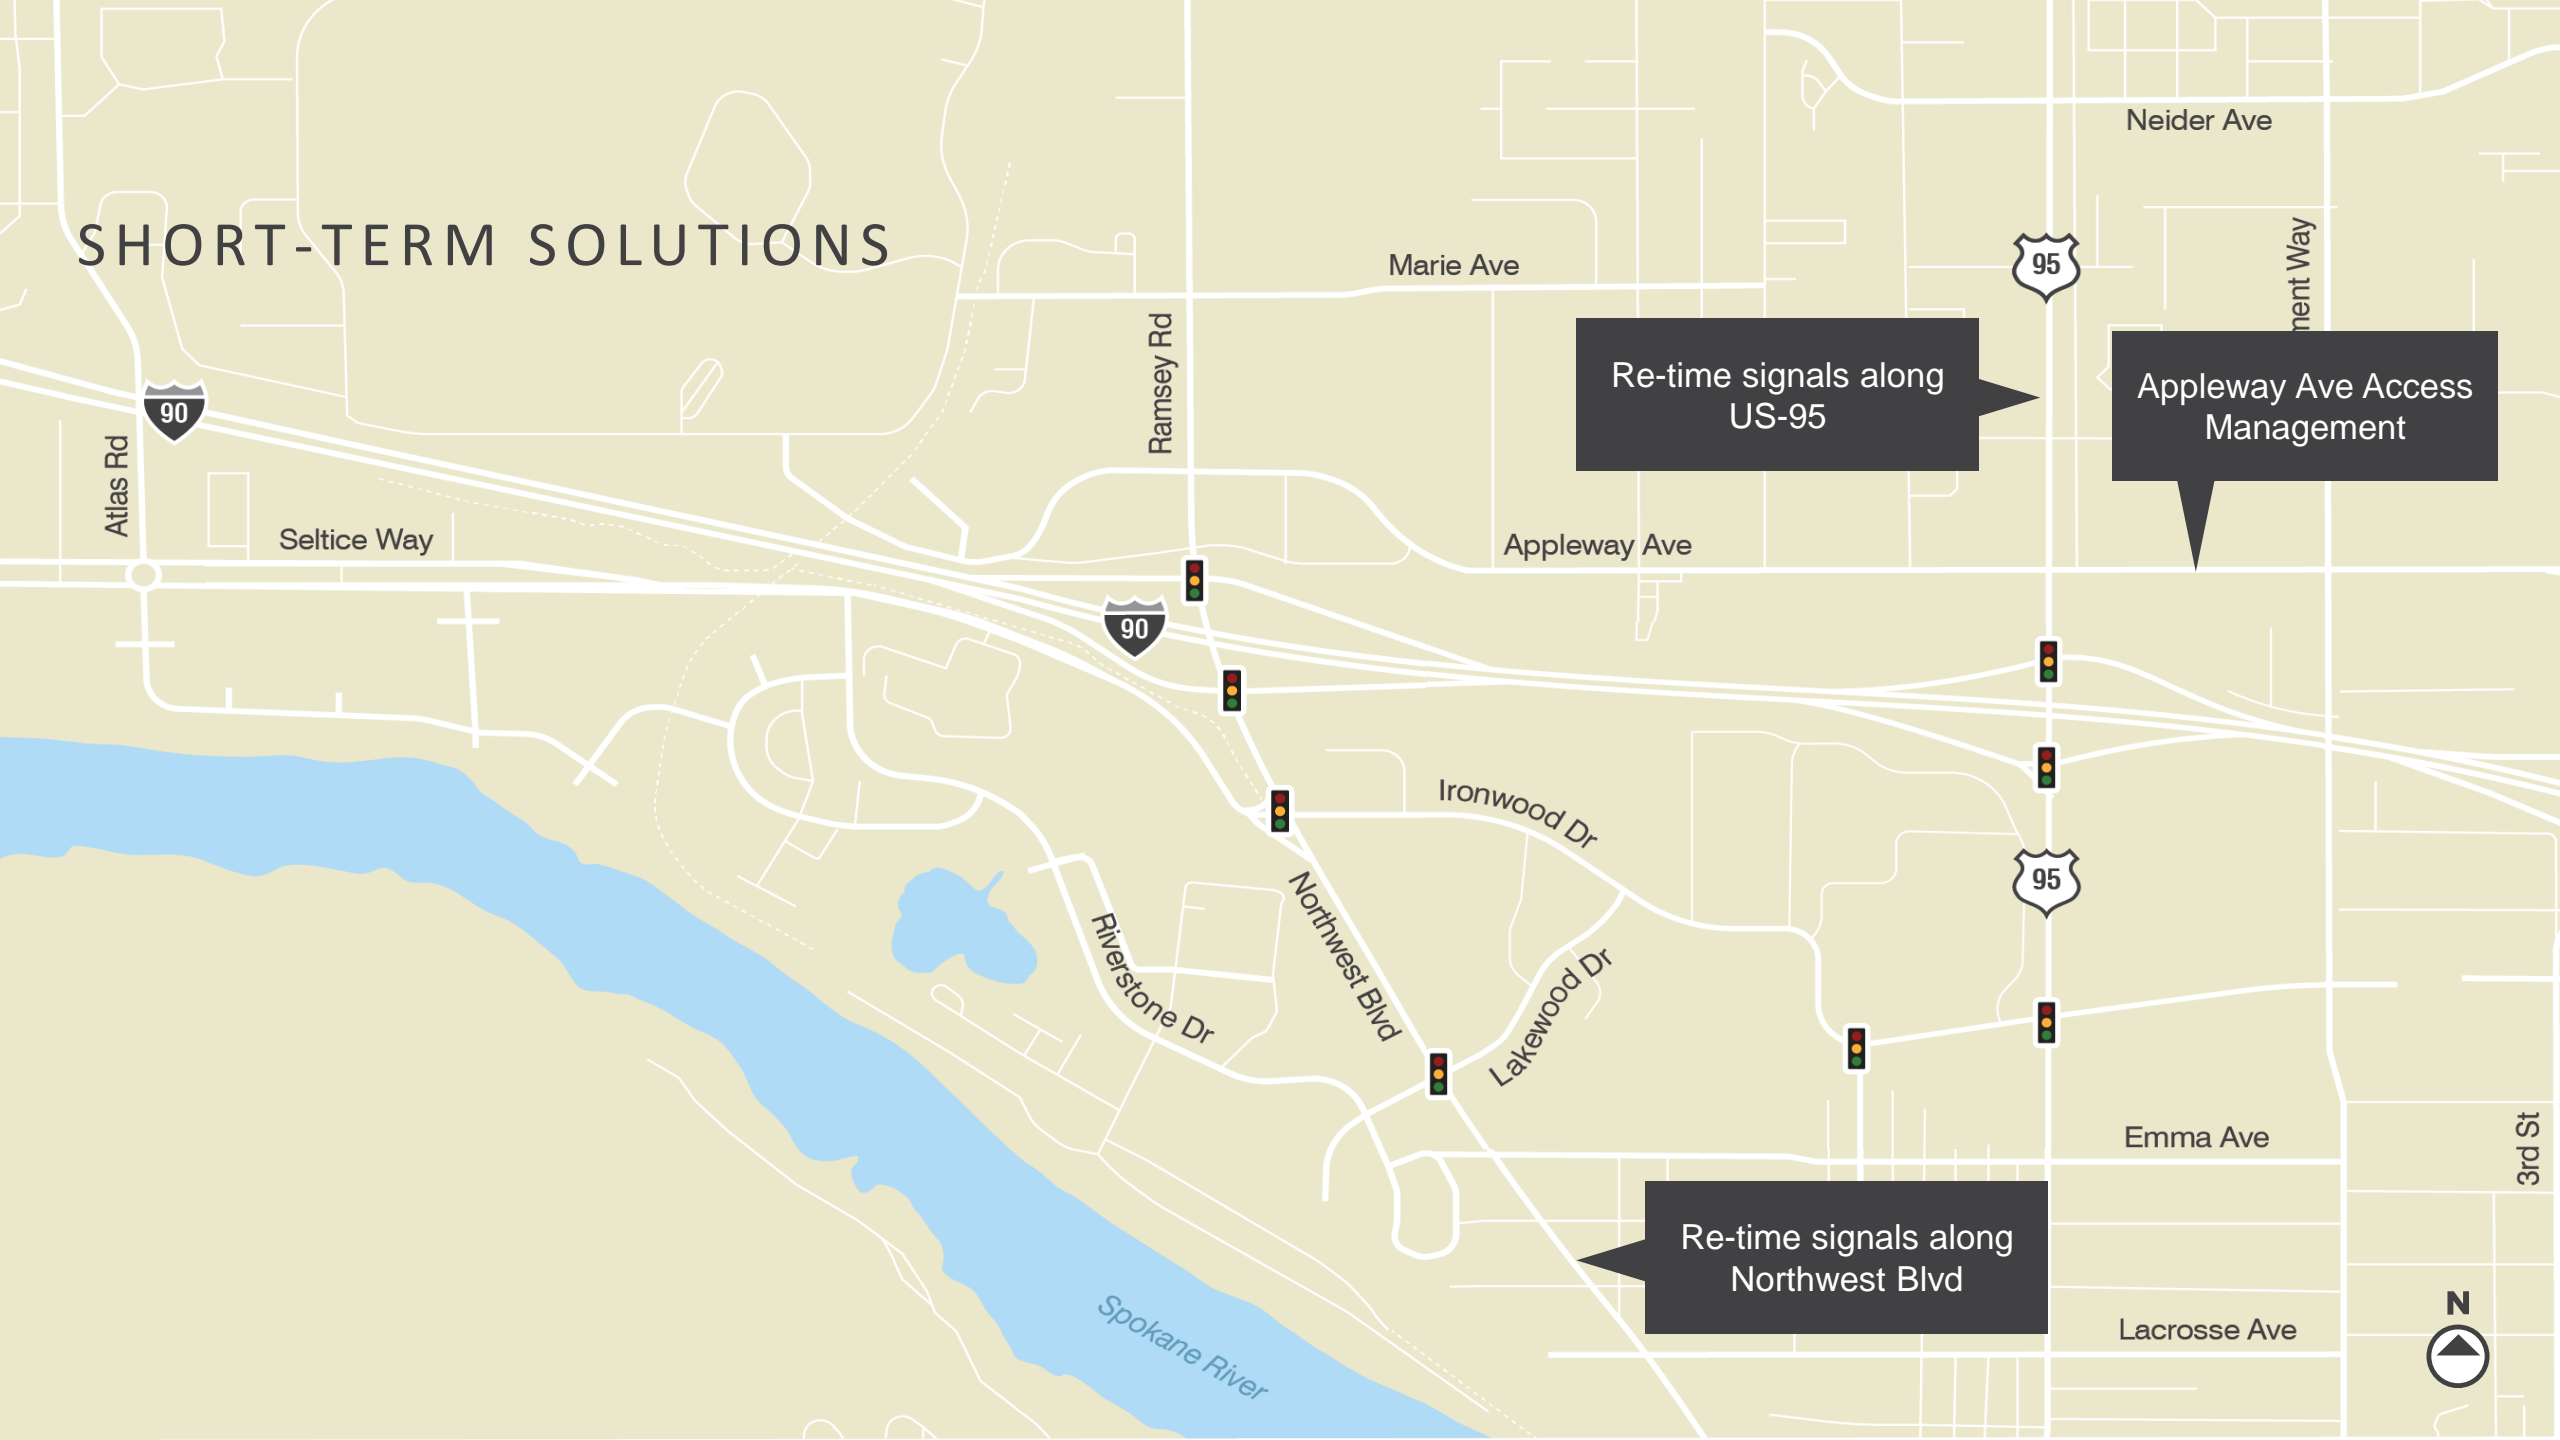 Neider Ave
SHORT-TERM SOLUTIONS
Marie Ave
95
Ramsey Rd
Re-time signals along
US-95
Appleway Ave Access
Management
90
Atlas Rd
Seltice Way
Appleway Ave
90
Ironwood Dr
95
Northwest Blvd
Riverstone Dr
Lakewood Dr
Emma Ave
3rd St
Re-time signals along
Northwest Blvd
Spokane River
Lacrosse Ave
N